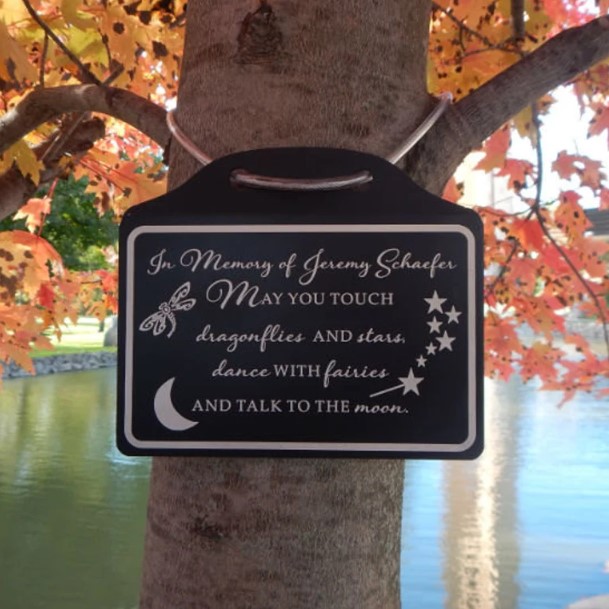 In Memory of Jeremy Schaefer
MAY YOU TOUCH
dragonflies AND stars,
dance WITH fairies
AND TALK TO THE moon.